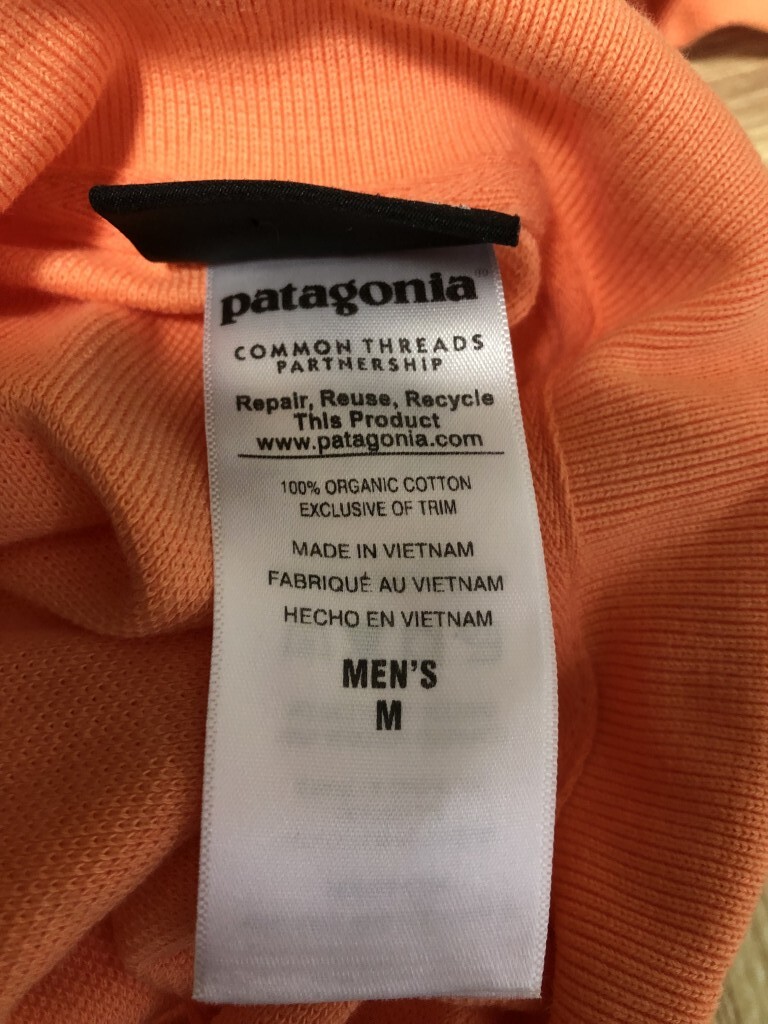 patagonia®
COMMON THREADS
PARTNERSHIP
Repair, Reuse, Recycle
This Product
www.patagonia.com
100% ORGANIC COTTON
EXCLUSIVE OF TRIM
MADE IN VIETNAM
FABRIQUÉ AU VIETNAM
HECHO EN VIETNAM
MEN'S
M